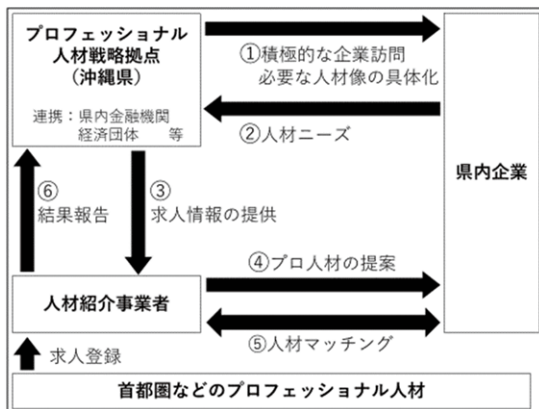 プロフェッショナル
人材戦略拠点
（沖縄県）
連携：県内金融機関
経済団体　等
①積極的な企業訪問
必要な人材像の具体化
②人材ニーズ
県内企業
⑥
結果報告
③
求人情報の提供
④プロ人材の提案
人材紹介事業者
⑤人材マッチング
求人登録
首都圏などのプロフェッショナル人材